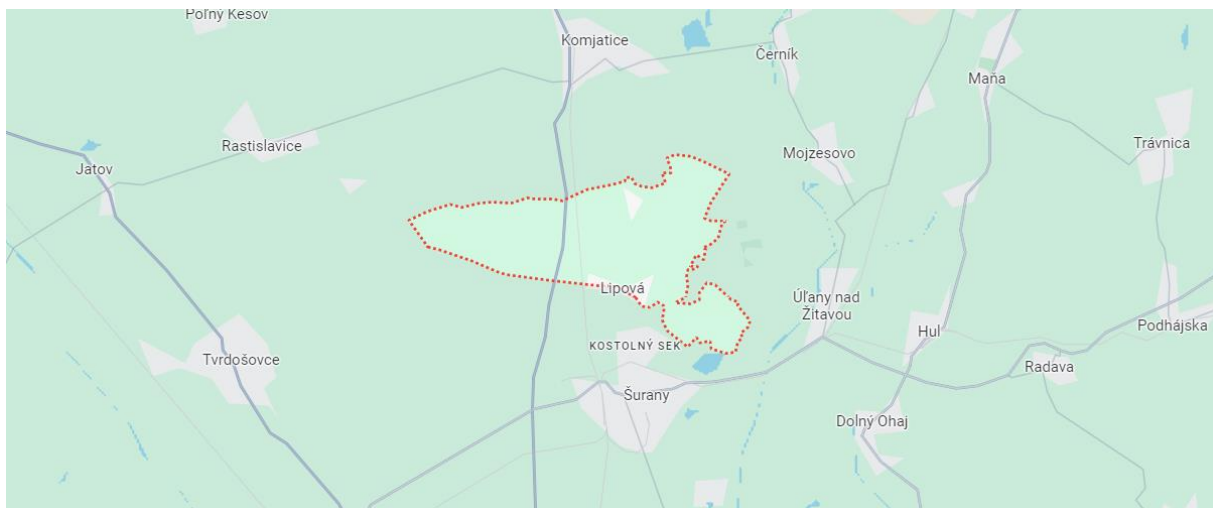 Poľný Kesov
Komjatice
Černík
Maňa
Rastislavice
Mojzesovo
Trávnica
Jatov
Lipová
Úľany nad
Žitavou
Hul
Podhájska
KOSTOLNÝ SEK
Tvrdošovce
Radava
Šurany
Dolný Ohaj